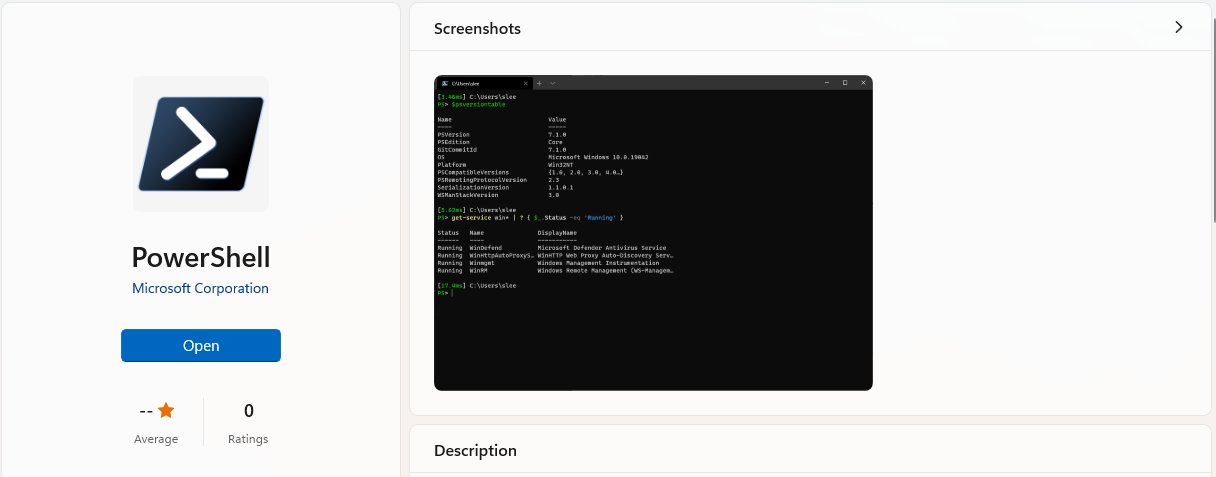 PowerShell
Microsoft Corporation
Open
--
Average
0
Ratings
Screenshots
C:\Users\slee
[3.46ms] C:\Users\slee
PS> $psversiontable
Name Value
---- -----
PSVersion 7.1.0
PSEdition Core
GitCommitId 7.1.0
OS Microsoft Windows 10.0.19042
Platform Win32NT
PSCompatibleVersions {1.0, 2.0, 3.0, 4.0…}
PSRemotingProtocolVersion 2.3
SerializationVersion 1.1.0.1
WSManStackVersion 3.0
[5.63ms] C:\Users\slee
PS> get-service win* | ? { $_.Status -eq 'Running' }
Status Name DisplayName
------ ---- -----------
Running WinDefend Microsoft Defender Antivirus Service
Running WinHttpAutoProxyS… WinHTTP Web Proxy Auto-Discovery Serv…
Running Winmgmt Windows Management Instrumentation
Running WinRM Windows Remote Management (WS-Managem…
[17.4ms] C:\Users\slee
PS>
Description